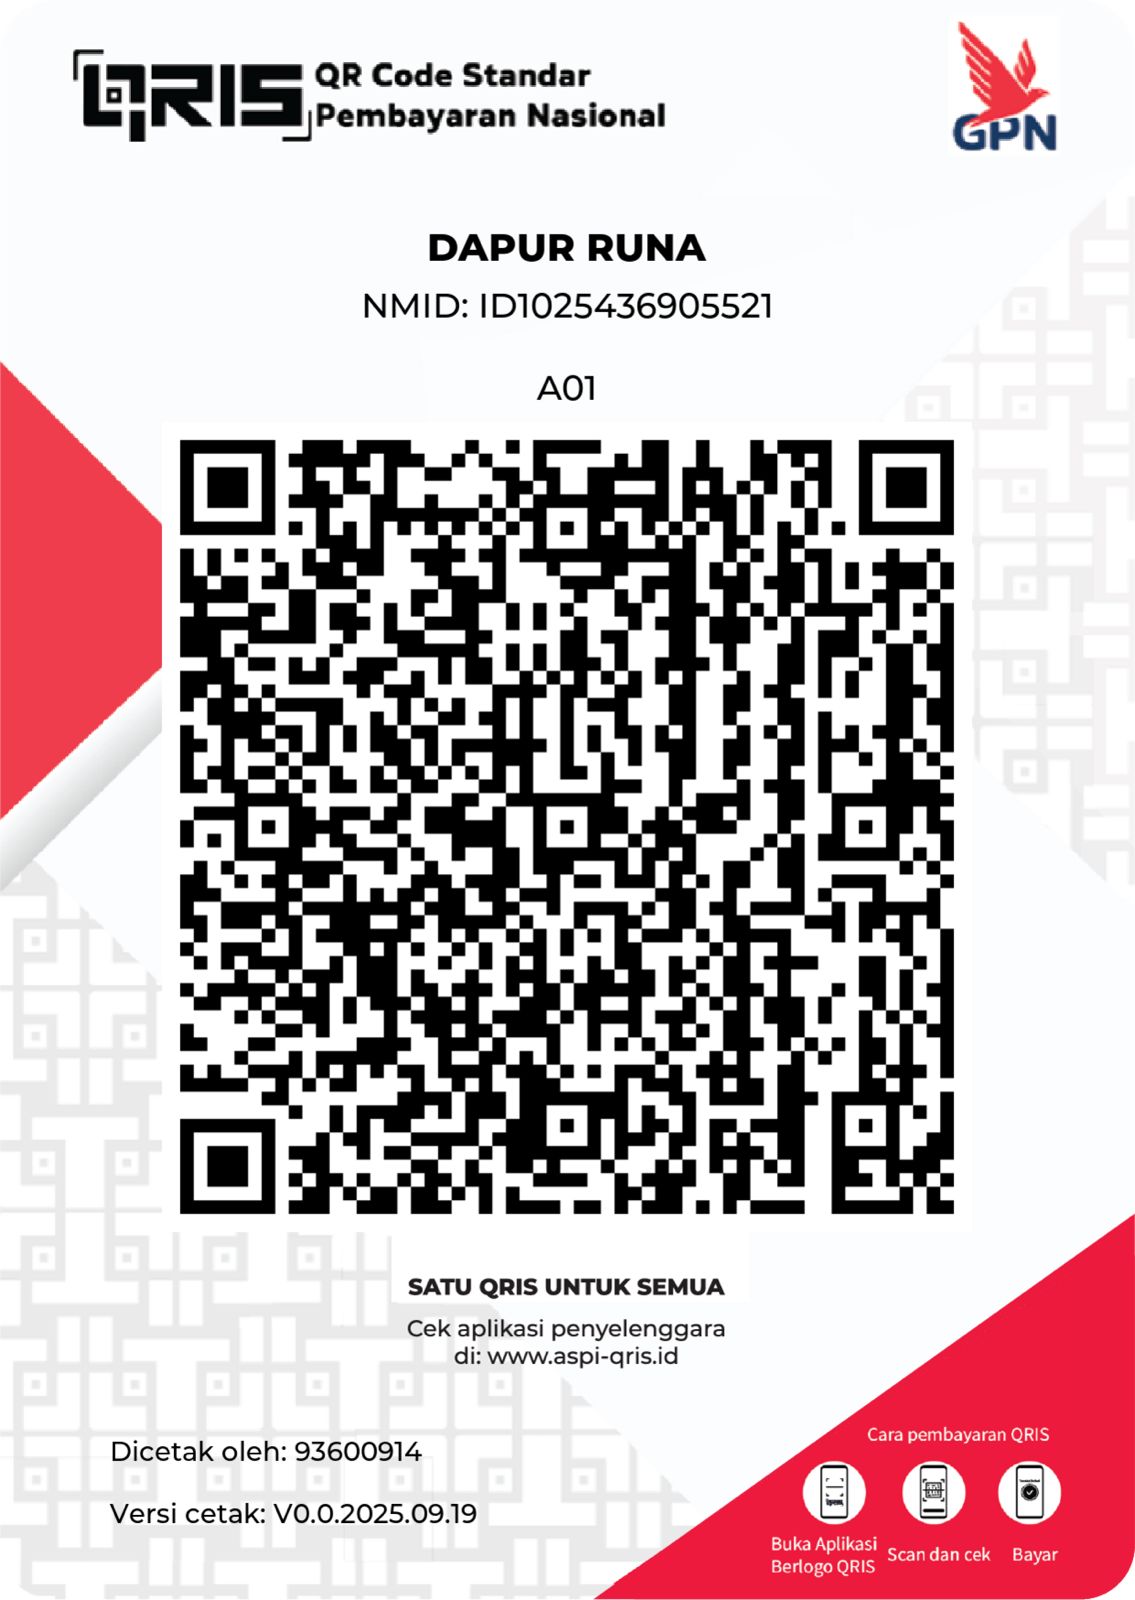 QRIS QR Code Standar
Pembayaran Nasional
GPN
DAPUR RUNA
NMID: ID1025436905521
A01
SATU QRIS UNTUK SEMUA
Cek aplikasi penyelenggara
di: www.aspi-qris.id
Dicetak oleh: 93600914
Versi cetak: V0.0.2025.09.19
Cara pembayaran QRIS
Buka Aplikasi
Berlogo QRIS
Scan dan cek
Bayar